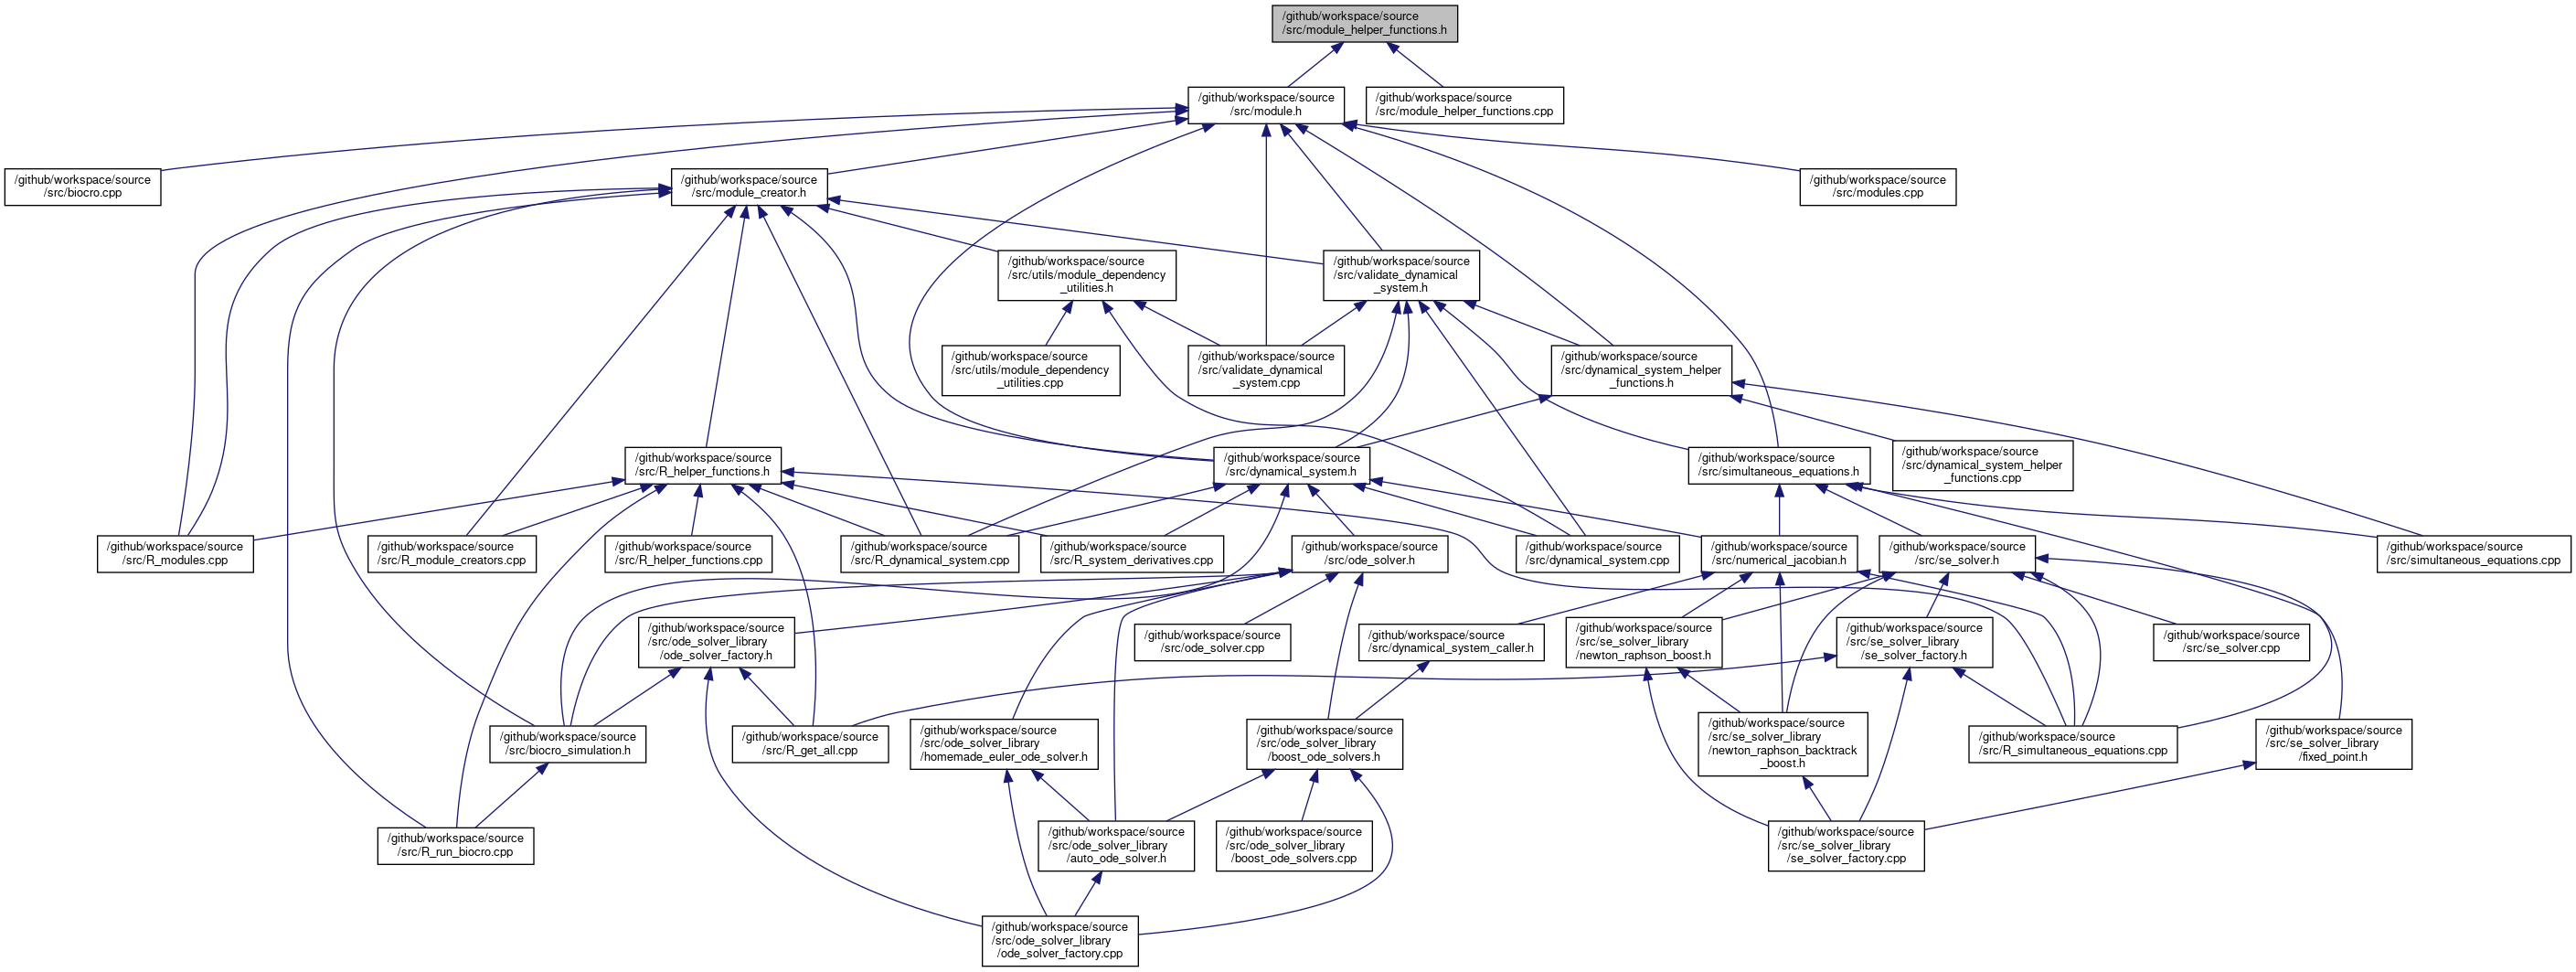 /github/workspace/source
/src/module_helper_functions.h
/github/workspace/source
/src/module.h
/github/workspace/source
/src/module_helper_functions.cpp
/github/workspace/source
/src/biocro.cpp
/github/workspace/source
/src/module_creator.h
/github/workspace/source
/src/modules.cpp
/github/workspace/source
/src/utils/module_dependency
_utilities.h
/github/workspace/source
/src/validate_dynamical
_system.h
/github/workspace/source
/src/utils/module_dependency
_utilities.cpp
/github/workspace/source
/src/validate_dynamical
_system.cpp
/github/workspace/source
/src/dynamical_system_helper
_functions.h
/github/workspace/source
/src/R_helper_functions.h
/github/workspace/source
/src/dynamical_system.h
/github/workspace/source
/src/simultaneous_equations.h
/github/workspace/source
/src/dynamical_system_helper
_functions.cpp
/github/workspace/source
/src/R_modules.cpp
/github/workspace/source
/src/R_module_creators.cpp
/github/workspace/source
/src/R_helper_functions.cpp
/github/workspace/source
/src/R_dynamical_system.cpp
/github/workspace/source
/src/R_system_derivatives.cpp
/github/workspace/source
/src/ode_solver.h
/github/workspace/source
/src/dynamical_system.cpp
/github/workspace/source
/src/numerical_jacobian.h
/github/workspace/source
/src/se_solver.h
/github/workspace/source
/src/simultaneous_equations.cpp
/github/workspace/source
/src/ode_solver_library
/ode_solver_factory.h
/github/workspace/source
/src/ode_solver.cpp
/github/workspace/source
/src/dynamical_system_caller.h
/github/workspace/source
/src/se_solver_library
/newton_raphson_boost.h
/github/workspace/source
/src/se_solver_library
/se_solver_factory.h
/github/workspace/source
/src/se_solver.cpp
/github/workspace/source
/src/biocro_simulation.h
/github/workspace/source
/src/R_get_all.cpp
/github/workspace/source
/src/ode_solver_library
/homemade_euler_ode_solver.h
/github/workspace/source
/src/ode_solver_library
/boost_ode_solvers.h
/github/workspace/source
/src/se_solver_library
/newton_raphson_backtrack
_boost.h
/github/workspace/source
/src/R_simultaneous_equations.cpp
/github/workspace/source
/src/se_solver_library
/fixed_point.h
/github/workspace/source
/src/R_run_biocro.cpp
/github/workspace/source
/src/ode_solver_library
/auto_ode_solver.h
/github/workspace/source
/src/ode_solver_library
/boost_ode_solvers.cpp
/github/workspace/source
/src/se_solver_library
/se_solver_factory.cpp
/github/workspace/source
/src/ode_solver_library
/ode_solver_factory.cpp